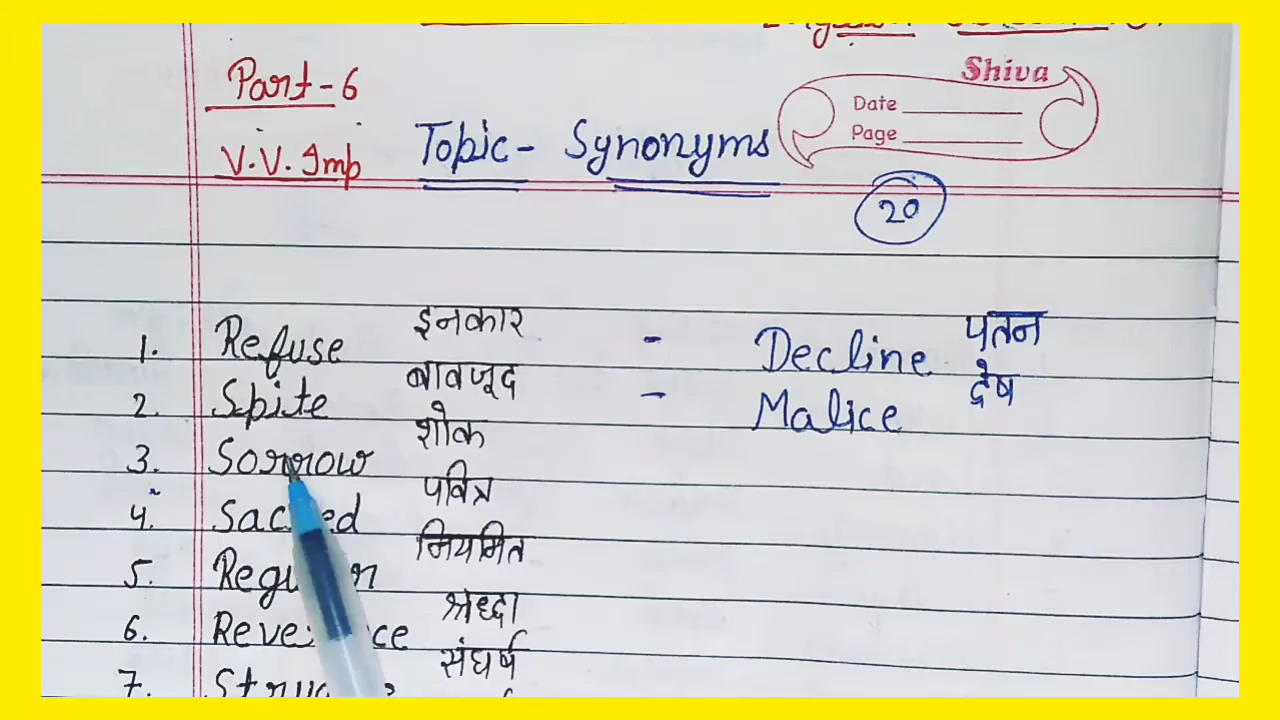 Shiva
Part-6
Date
Page
V.V. Imp Topic- Synonyms
20
1. Refuse इनकार - Decline पतन
2. Spite बावजूद - Malice द्वेष
3. Sorrow शोक
4. पवित्र
5. नियमित
6. श्रध्दा
7. संघर्ष